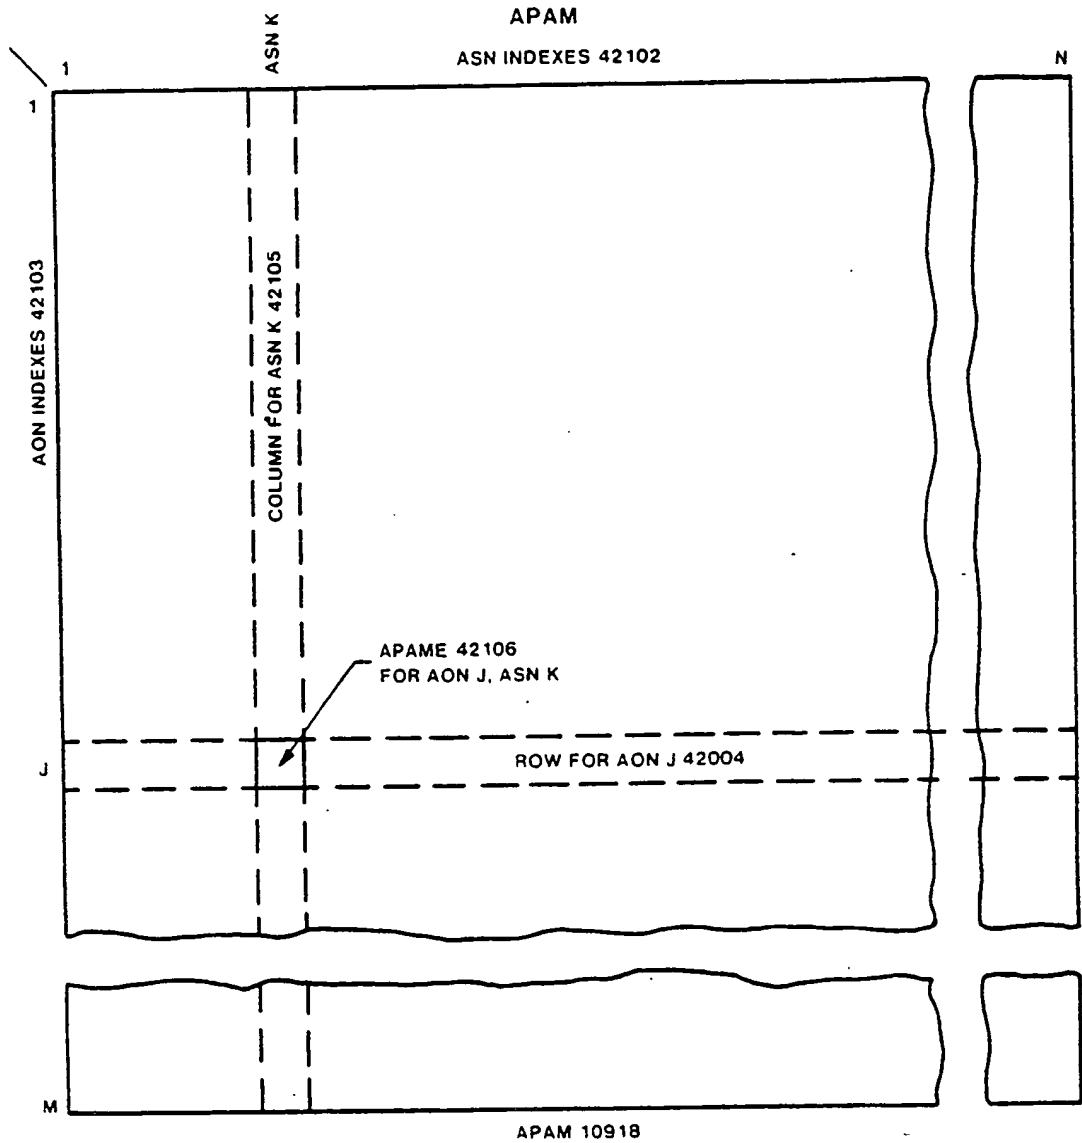 APAM
ASN INDEXES 42102
ASN K
1
N
1
AON INDEXES 42103
COLUMN FOR ASN K 42105
APAME 42106
FOR AON J, ASN K
J
ROW FOR AON J 42004
M
APAM 10918